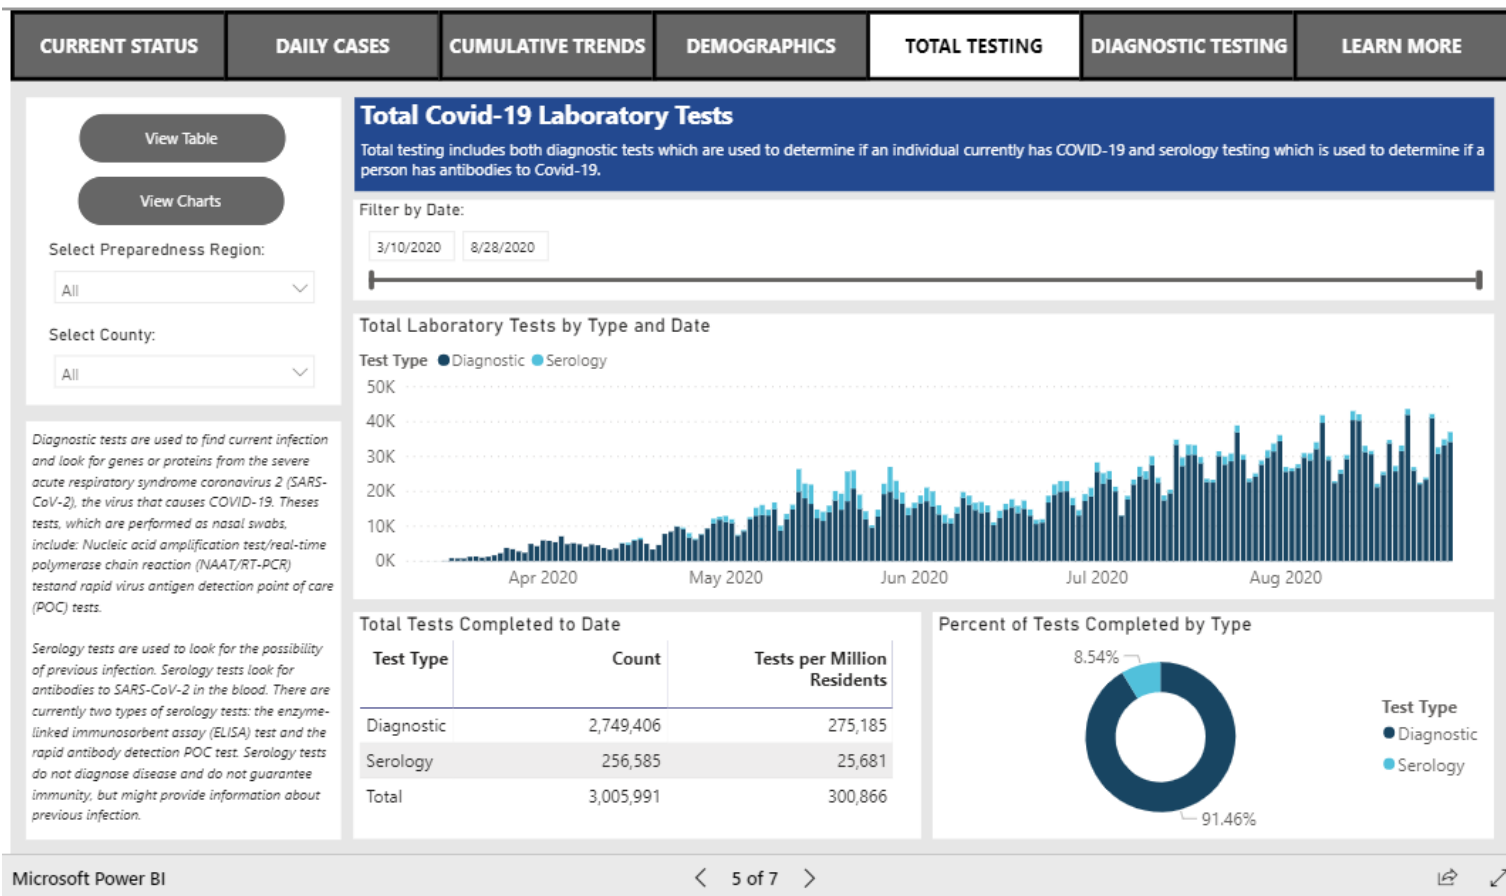 CURRENT STATUS
DAILY CASES
CUMULATIVE TRENDS
DEMOGRAPHICS
TOTAL TESTING
DIAGNOSTIC TESTING
LEARN MORE
View Table
View Charts
Select Preparedness Region:
All
Select County:
All
Diagnostic tests are used to find current infection
and look for genes or proteins from the severe
acute respiratory syndrome coronavirus 2 (SARS-
CoV-2), the virus that causes COVID-19. Theses
tests, which are performed as nasal swabs,
include: Nucleic acid amplification test/real-time
polymerase chain reaction (NAAT/RT-PCR)
testand rapid virus antigen detection point of care
(POC) tests.
Serology tests are used to look for the possibility
of previous infection. Serology tests look for
antibodies to SARS-CoV-2 in the blood. There are
currently two types of serology tests: the enzyme-
linked immunosorbent assay (ELISA) test and the
rapid antibody detection POC test. Serology tests
do not diagnose disease and do not guarantee
immunity, but might provide information about
previous infection.
Total Covid-19 Laboratory Tests
Total testing includes both diagnostic tests which are used to determine if an individual currently has COVID-19 and serology testing which is used to determine if a
person has antibodies to Covid-19.
Filter by Date:
3/10/2020
8/28/2020
Total Laboratory Tests by Type and Date
Test Type Diagnostic Serology
50K
40K
30K
20K
10K
0K
Apr 2020
May 2020
Jun 2020
Jul 2020
Aug 2020
Total Tests Completed to Date
Test Type
Count
Tests per Million
Residents
Diagnostic 2,749,406 275,185
Serology 256,585 25,681
Total 3,005,991 300,866
Percent of Tests Completed by Type
8.54%
91.46%
Test Type
Diagnostic
Serology
Microsoft Power BI
5 of 7